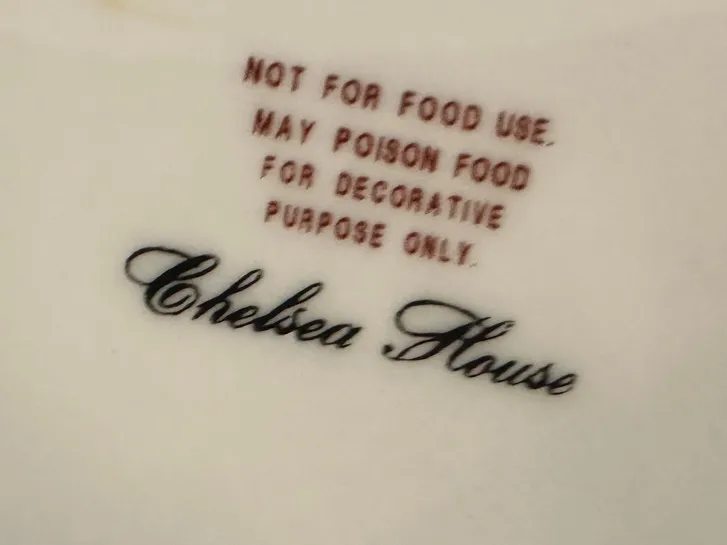 NOT FOR FOOD USE.
MAY POISON FOOD
FOR DECORATIVE
PURPOSE ONLY.
Chelsea House